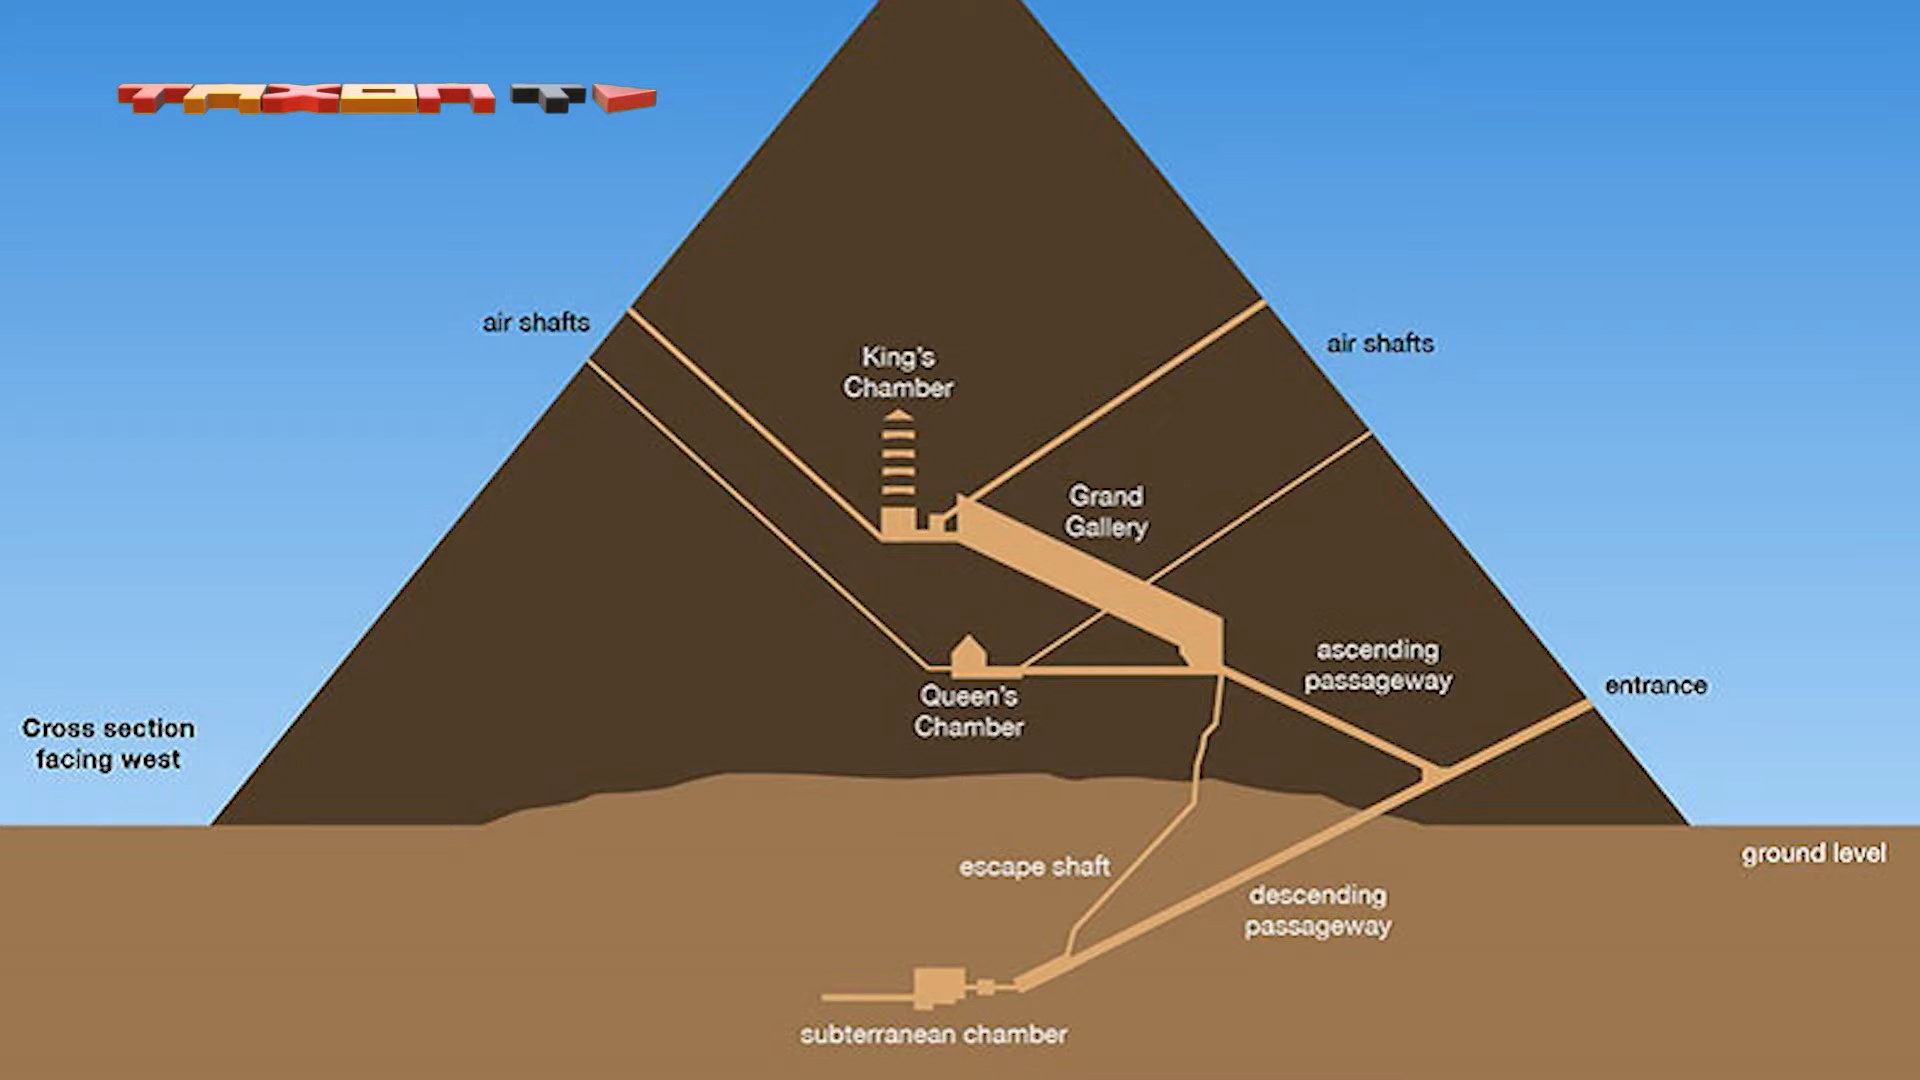 TAXON
air shafts
air shafts
King's
Chamber
Grand
Gallery
ascending
passageway
entrance
Queen's
Chamber
Cross section
facing west
ground level
escape shaft
descending
passageway
subterranean chamber